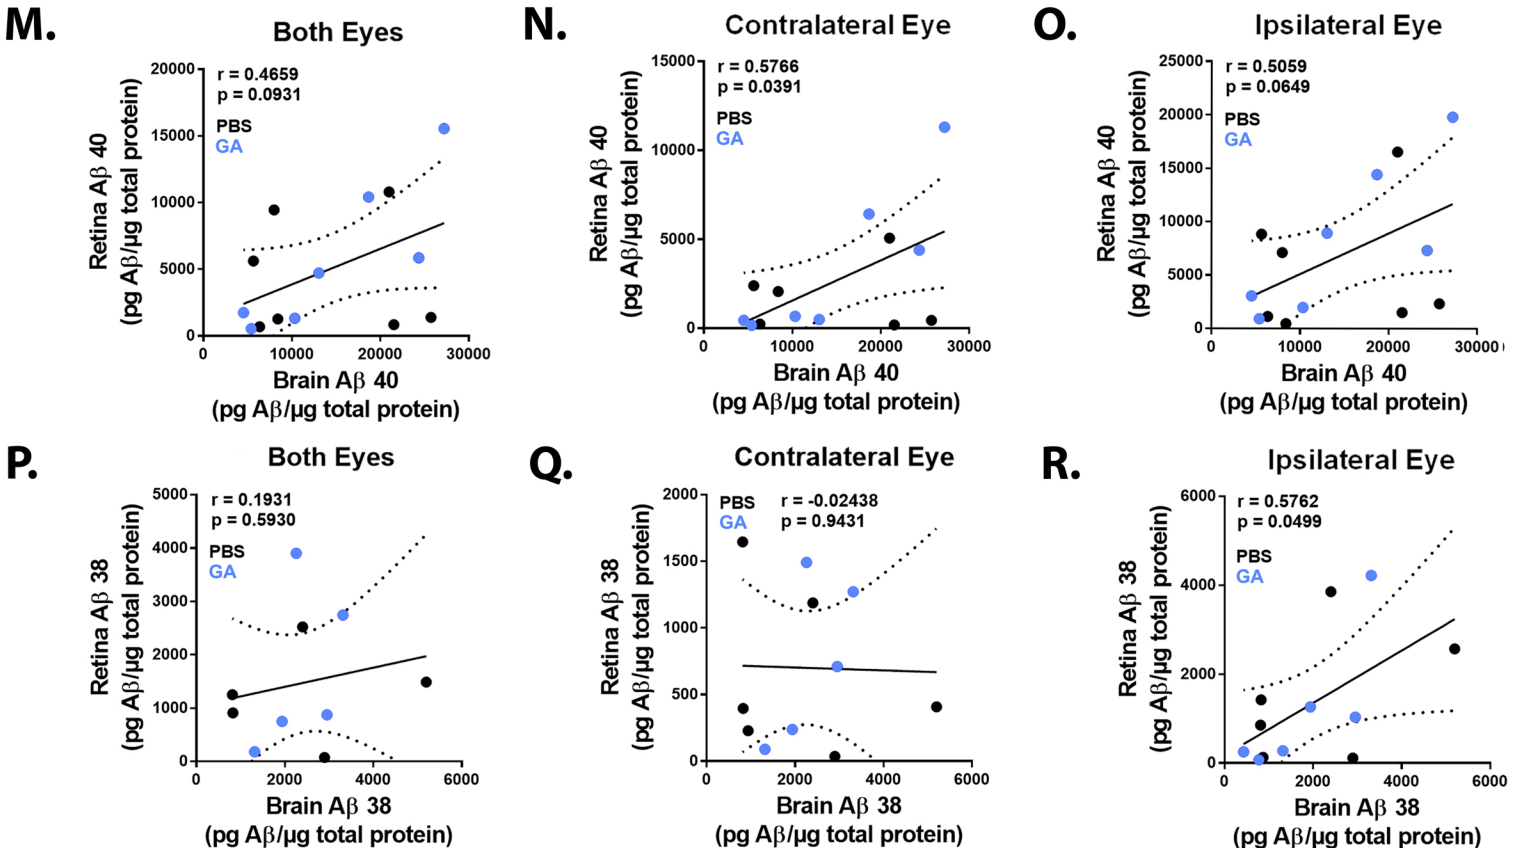 M.
Both Eyes
r = 0.4659
p = 0.0931
PBS
GA
Retina Aβ 40
(pg Aβ/µg total protein)
20000
15000
10000
5000
0
0 10000 20000 30000
Brain Aβ 40
(pg Aβ/µg total protein)
N.
Contralateral Eye
r = 0.5766
p = 0.0391
PBS
GA
Retina Aβ 40
(pg Aβ/µg total protein)
15000
10000
5000
0
0 10000 20000 30000
Brain Aβ 40
(pg Aβ/µg total protein)
O.
Ipsilateral Eye
r = 0.5059
p = 0.0649
PBS
GA
Retina Aβ 40
(pg Aβ/µg total protein)
25000
20000
15000
10000
5000
0
0 10000 20000 30000
Brain Aβ 40
(pg Aβ/µg total protein)
P.
Both Eyes
r = 0.1931
p = 0.5930
PBS
GA
Retina Aβ 38
(pg Aβ/µg total protein)
5000
4000
3000
2000
1000
0
0 2000 4000 6000
Brain Aβ 38
(pg Aβ/µg total protein)
Q.
Contralateral Eye
PBS r = -0.02438
GA p = 0.9431
Retina Aβ 38
(pg Aβ/µg total protein)
2000
1500
1000
500
0
0 2000 4000 6000
Brain Aβ 38
(pg Aβ/µg total protein)
R.
Ipsilateral Eye
r = 0.5762
p = 0.0499
PBS
GA
Retina Aβ 38
(pg Aβ/µg total protein)
6000
4000
2000
0
0 2000 4000 6000
Brain Aβ 38
(pg Aβ/µg total protein)